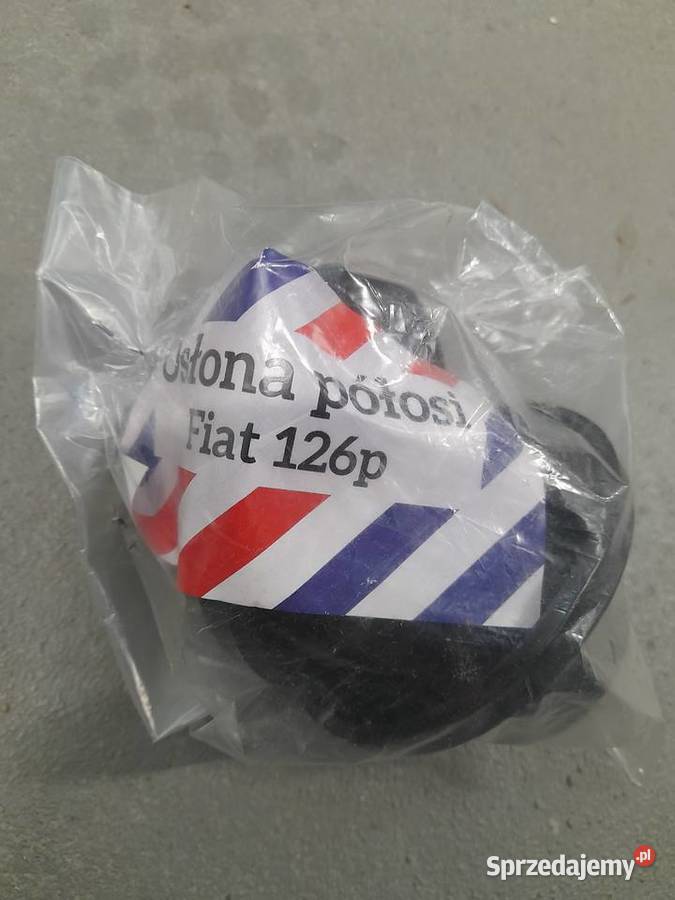 Osłona półosi
Fiat 126p
Sprzedajemy.pl